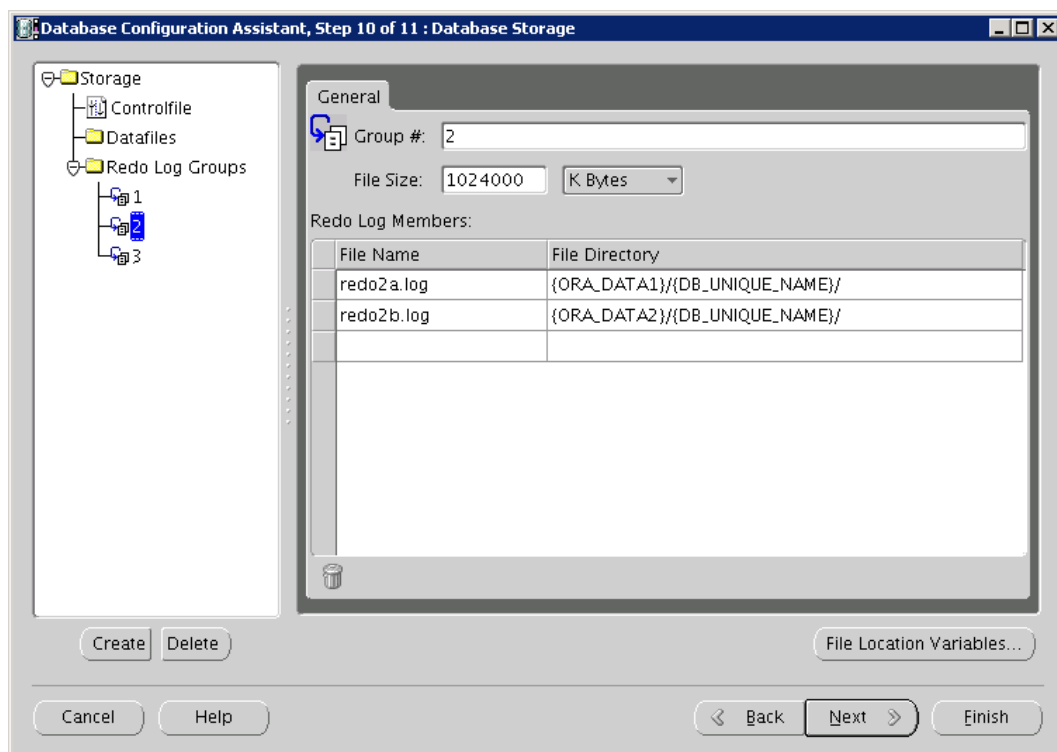 Database Configuration Assistant, Step 10 of 11 : Database Storage
Storage
Controlfile
Datafiles
Redo Log Groups
1
2
3
General
Group #: 2
File Size: 1024000 K Bytes
Redo Log Members:
File Name File Directory
redo2a.log {ORA_DATA1}/{DB_UNIQUE_NAME}/
redo2b.log {ORA_DATA2}/{DB_UNIQUE_NAME}/
Create Delete File Location Variables...
Cancel Help Back Next Finish